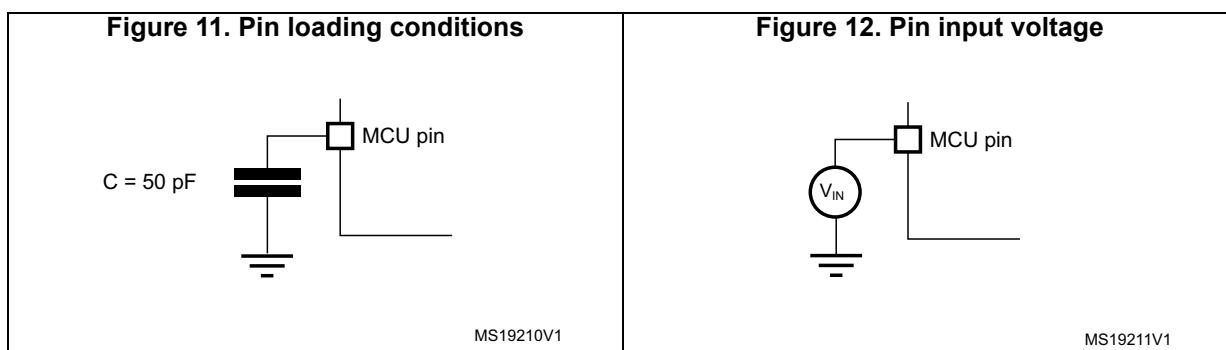 Figure 11. Pin loading conditions
MCU pin
C = 50 pF
MS19210V1
Figure 12. Pin input voltage
MCU pin
VIN
MS19211V1